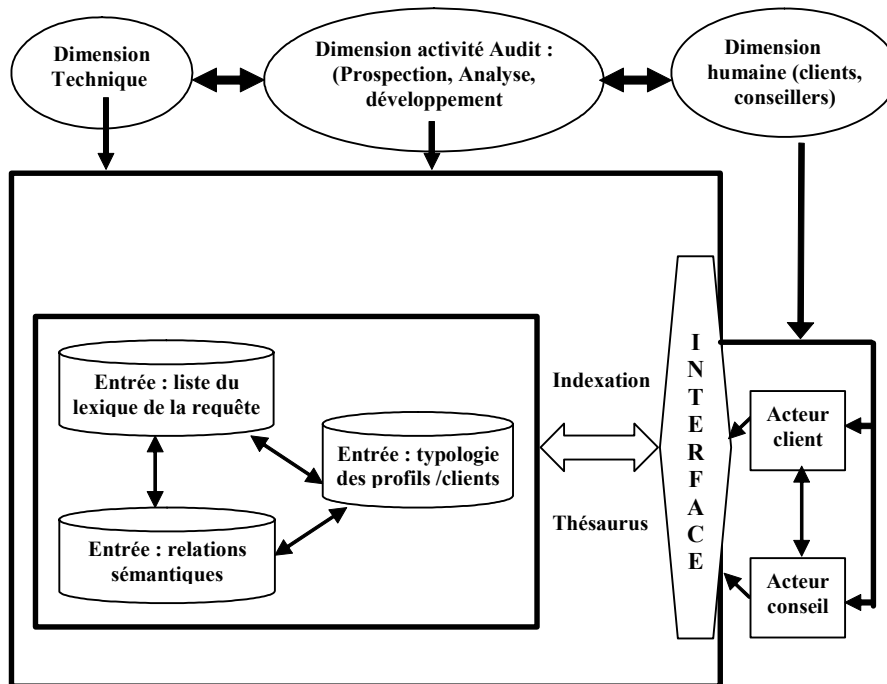 Dimension
Technique
Dimension activité Audit :
(Prospection, Analyse,
développement
Dimension
humaine (clients,
conseillers)
Entrée : liste du
lexique de la requête
Entrée : typologie
des profils /clients
Entrée : relations
sémantiques
Indexation
Thésaurus
INTERFACE
Acteur
client
Acteur
conseil